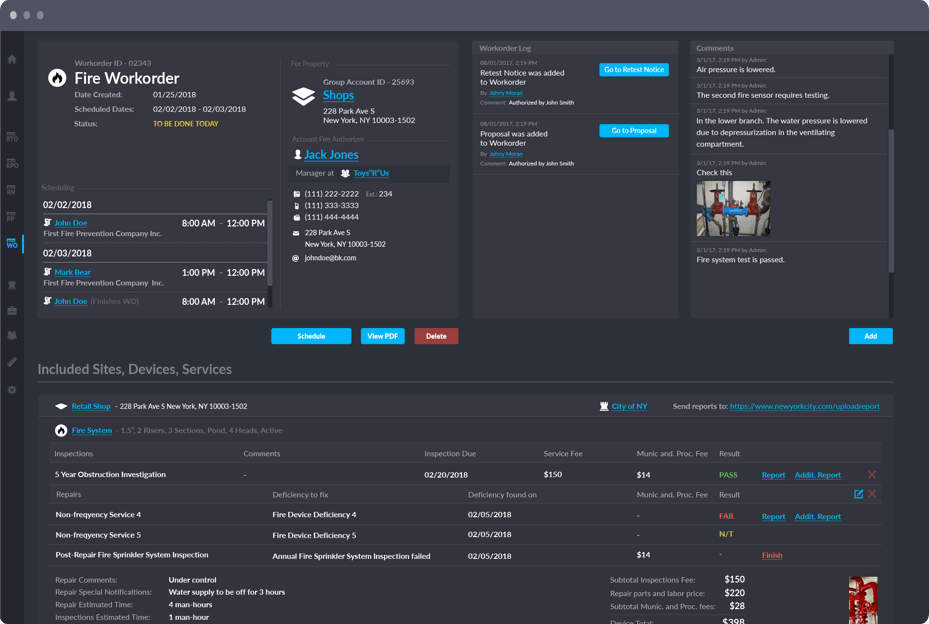 Workorder ID - 02343
Fire Workorder
Date Created: 01/25/2018
Scheduled Dates: 02/02/2018 - 02/03/2018
Status: TO BE DONE TODAY
Scheduling
02/02/2018
John Doe 8:00 AM - 12:00 PM
First Fire Prevention Company Inc.
02/03/2018
Mark Bear 1:00 PM - 12:00 PM
First Fire Prevention Company Inc.
John Doe (Finishes WO) 8:00 AM - 12:00 PM
For Property
Group Account ID - 25693
Shops
228 Park Ave S
New York, NY 10003-1502
Account Fire Authorizer
Jack Jones
Manager at Toys"R"Us
(111) 222-2222 Ext.: 234
(111) 333-3333
(111) 444-4444
228 Park Ave S
New York, NY 10003-1502
johndoe@bk.com
Workorder Log
08/01/2017, 2:19 PM
Retest Notice was added
to Workorder
By Johny Moran
Comment: Authorized by John Smith
Go to Retest Notice
08/01/2017, 2:19 PM
Proposal was added
to Workorder
By Johny Moran
Comment: Authorized by John Smith
Go to Proposal
Comments
3/1/17, 2:19 PM by Admin:
Air pressure is lowered.
3/1/17, 2:19 PM by Admin:
The second fire sensor requires testing.
3/1/17, 2:19 PM by Admin:
In the lower branch. The water pressure is lowered
due to depressurization in the ventilating
compartment.
3/1/17, 2:19 PM by Admin:
Check this
3/1/17, 2:19 PM by Admin:
Fire system test is passed.
WO
Schedule View PDF Delete Add
Included Sites, Devices, Services
Retail Shop - 228 Park Ave S New York, NY 10003-1502 City of NY Send reports to: https://www.newyorkcity.com/uploadreport
Fire System - 1.5", 2 Risers, 3 Sections, Pond, 4 Heads, Active
Inspections Comments Inspection Due Service Fee Munic and. Proc. Fee Result
5 Year Obstruction Investigation - 02/20/2018 $150 $14 PASS Report Addit. Report
Repairs Deficiency to fix Deficiency found on Munic and. Proc. Fee Result
Non-freqyency Service 4 Fire Device Deficiency 4 02/05/2018 - FAIL Report Addit. Report
Non-freqyency Service 5 Fire Device Deficiency 5 02/05/2018 - N/T
Post-Repair Fire Sprinkler System Inspection Annual Fire Sprinkler System Inspection failed 02/05/2018 $14 - Finish
Repair Comments: Under control
Repair Special Notificaltions: Water supply to be off for 3 hours
Repair Estimated Time: 4 man-hours
Inspections Estimated Time: 1 man-hour
Subtotal Inspections Fee: $150
Repair parts and labor price: $220
Subtotal Munic. and Proc. fees: $28
Device Total: $398